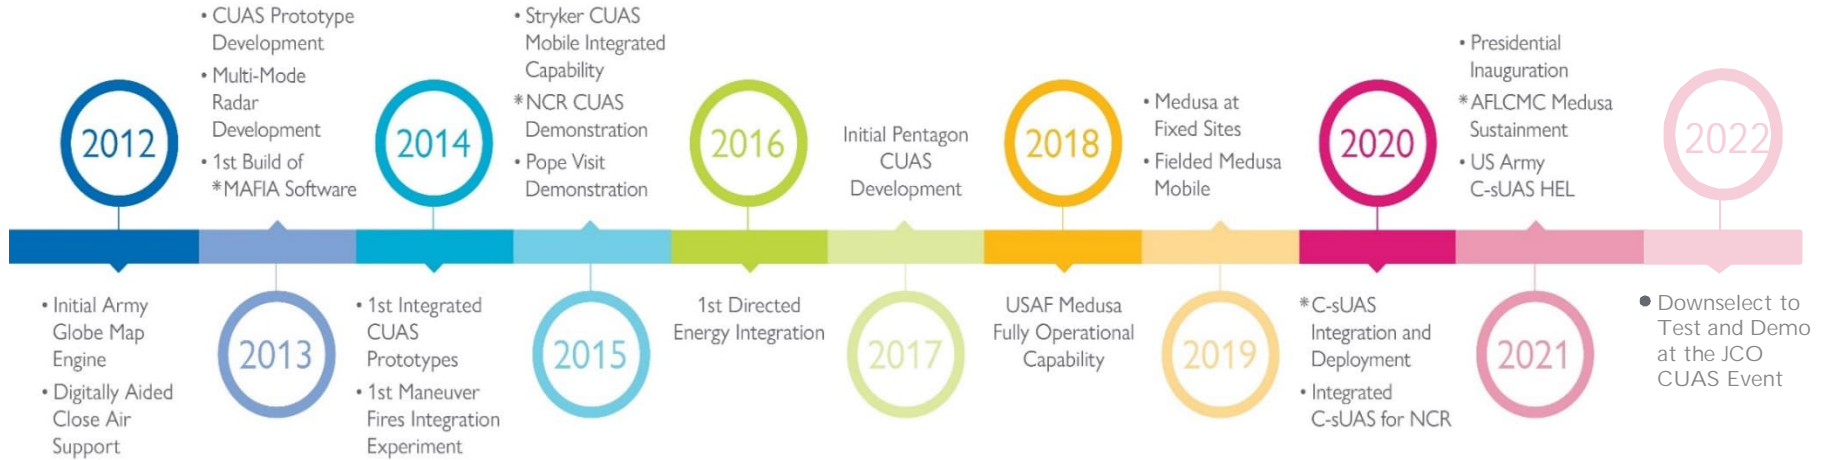 2012
• Initial Army
Globe Map
Engine
• Digitally Aided
Close Air
Support
• CUAS Prototype
Development
• Multi-Mode
Radar
Development
• 1st Build of
*MAFIA Software
2013
2014
• 1st Integrated
CUAS
Prototypes
• 1st Maneuver
Fires Integration
Experiment
• Stryker CUAS
Mobile Integrated
Capability
*NCR CUAS
Demonstration
• Pope Visit
Demonstration
2015
2016
1st Directed
Energy Integration
Initial Pentagon
CUAS
Development
2017
2018
USAF Medusa
Fully Operational
Capability
• Medusa at
Fixed Sites
• Fielded Medusa
Mobile
2019
2020
*C-sUAS
Integration and
Deployment
• Integrated
C-sUAS for NCR
• Presidential
Inauguration
*AFLCMC Medusa
Sustainment
• US Army
C-sUAS HEL
2021
2022
• Downselect to
Test and Demo
at the JCO
CUAS Event